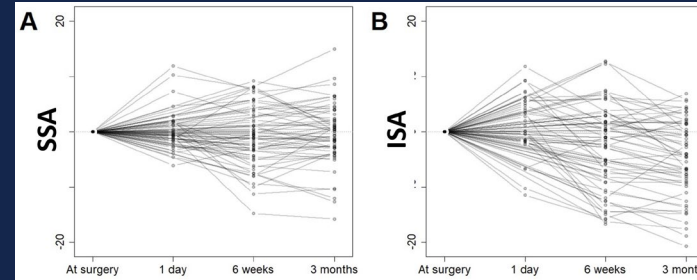 A
B
20
20
SSA
ISA
-20
-20
At surgery 1 day 6 weeks 3 months
At surgery 1 day 6 weeks 3 mont